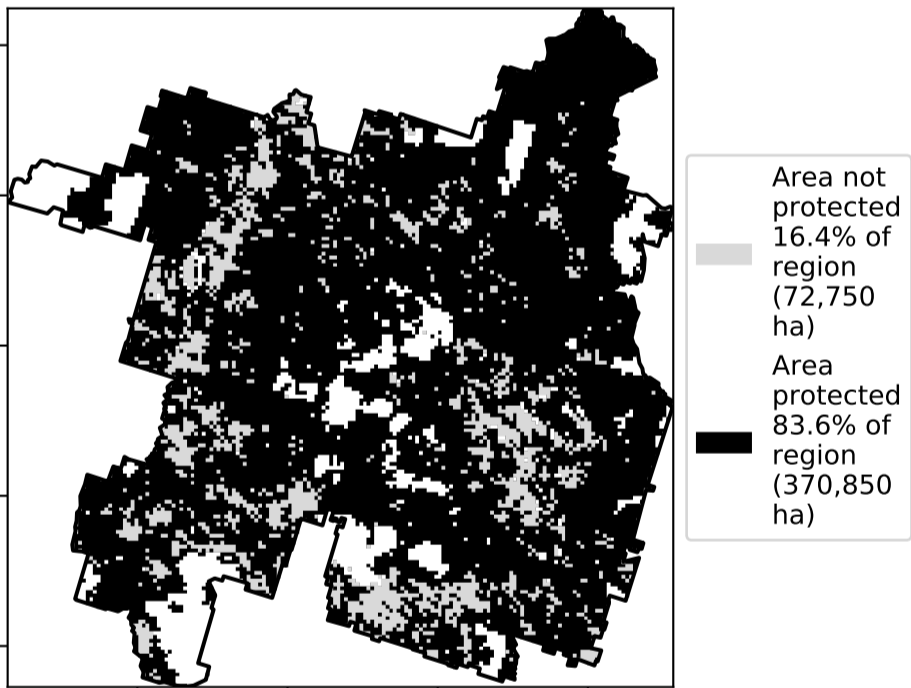 Area not
protected
16.4% of
region
(72,750
ha)
Area
protected
83.6% of
region
(370,850
ha)